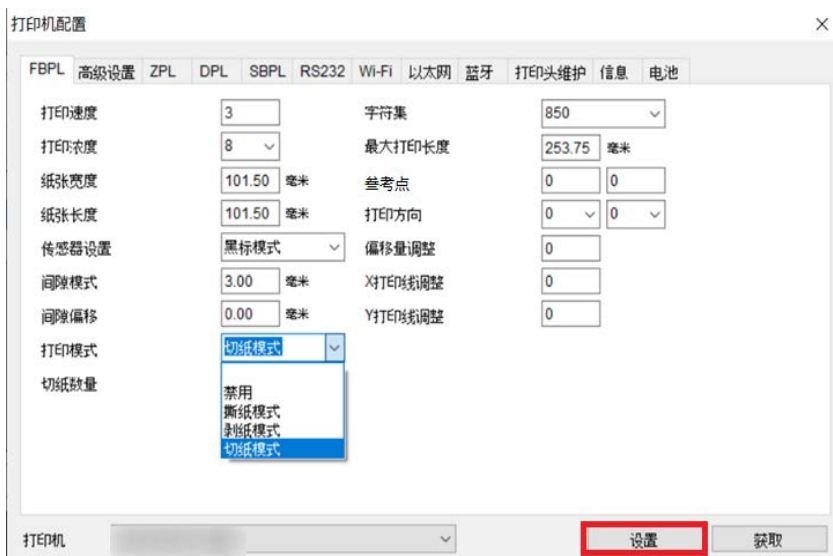 打印机配置
FBPL 高级设置 ZPL DPL SBPL RS232 Wi-Fi 以太网 蓝牙 打印头维护 信息 电池
打印速度 3 字符集 850
打印浓度 8 最大打印长度 253.75 毫米
纸张宽度 101.50 毫米 参考点 0 0
纸张长度 101.50 毫米 打印方向 0 0
传感器设置 黑标模式 偏移量调整 0
间隙模式 3.00 毫米 X打印线调整 0
间隙偏移 0.00 毫米 Y打印线调整 0
打印模式 切纸模式
切纸数量
禁用
撕纸模式
剥纸模式
切纸模式
打印机 设置 获取